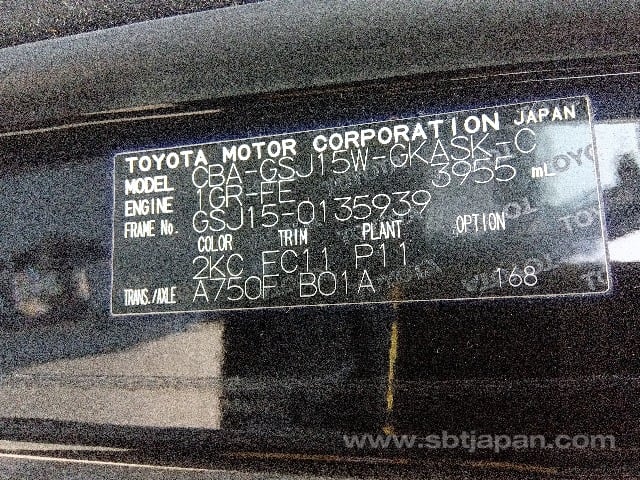 TOYOTA MOTOR CORPORATION JAPAN
MODEL CBA-GSJ15W-GKASK-C
ENGINE 1GR-FE 3955 mL
FRAME No. GSJ15-0135939
COLOR TRIM PLANT OPTION
2KC FC11 P11
TRANS./AXLE A750F B01A 168
www.sbtjapan.com